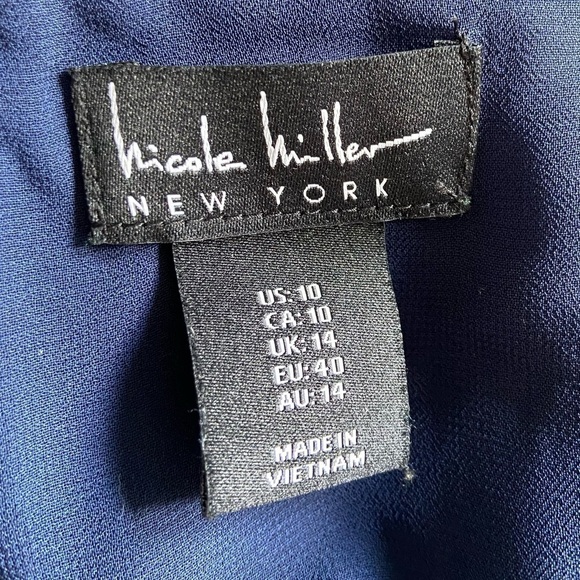 Nicole Miller
NEW YORK
US: 10
CA: 10
UK: 14
EU: 40
AU: 14
MADE IN
VIETNAM